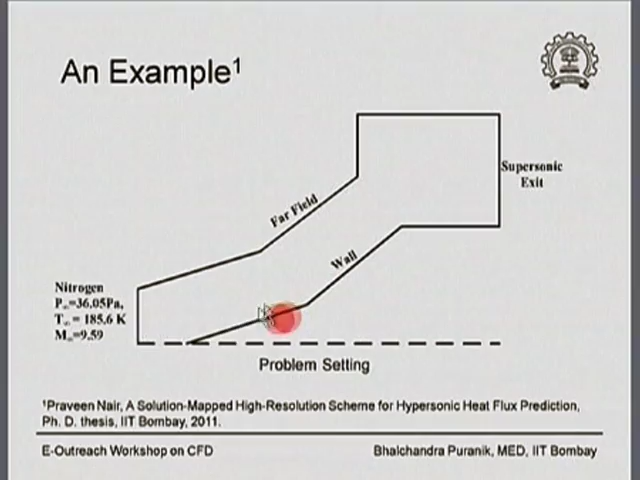 An Example¹
Supersonic
Exit
Far Field
Wall
Nitrogen
P∞=36.05Pa,
T∞= 185.6 K
M∞=9.59
Problem Setting
¹Praveen Nair, A Solution-Mapped High-Resolution Scheme for Hypersonic Heat Flux Prediction,
Ph. D. thesis, IIT Bombay, 2011.
E-Outreach Workshop on CFD
Bhalchandra Puranik, MED, IIT Bombay